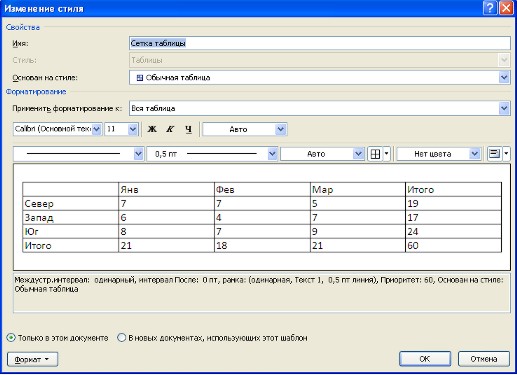 Изменение стиля
Свойства
Имя: Сетка таблицы
Стиль: Таблицы
Основан на стиле: Обычная таблица
Форматирование
Применить форматирование к: Вся таблица
Calibri (Основной тек 11 Ж К Ч Авто
0,5 пт Авто Нет цвета
Янв Фев Мар Итого
Север 7 7 5 19
Запад 6 4 7 17
Юг 8 7 9 24
Итого 21 18 21 60
Междустр.интервал: одинарный, интервал После: 0 пт, рамка: (одинарная, Текст 1, 0,5 пт линия), Приоритет: 60, Основан на стиле:
Обычная таблица
Только в этом документе В новых документах, использующих этот шаблон
Формат OK Отмена